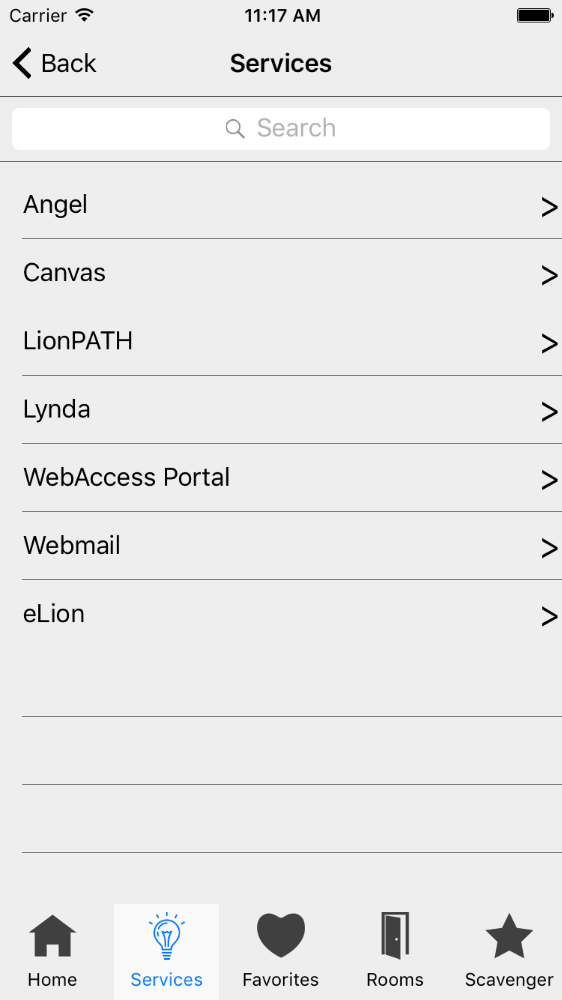 Carrier 11:17 AM
Back Services
Search
Angel >
Canvas >
LionPATH >
Lynda >
WebAccess Portal >
Webmail >
eLion >
Home Services Favorites Rooms Scavenger